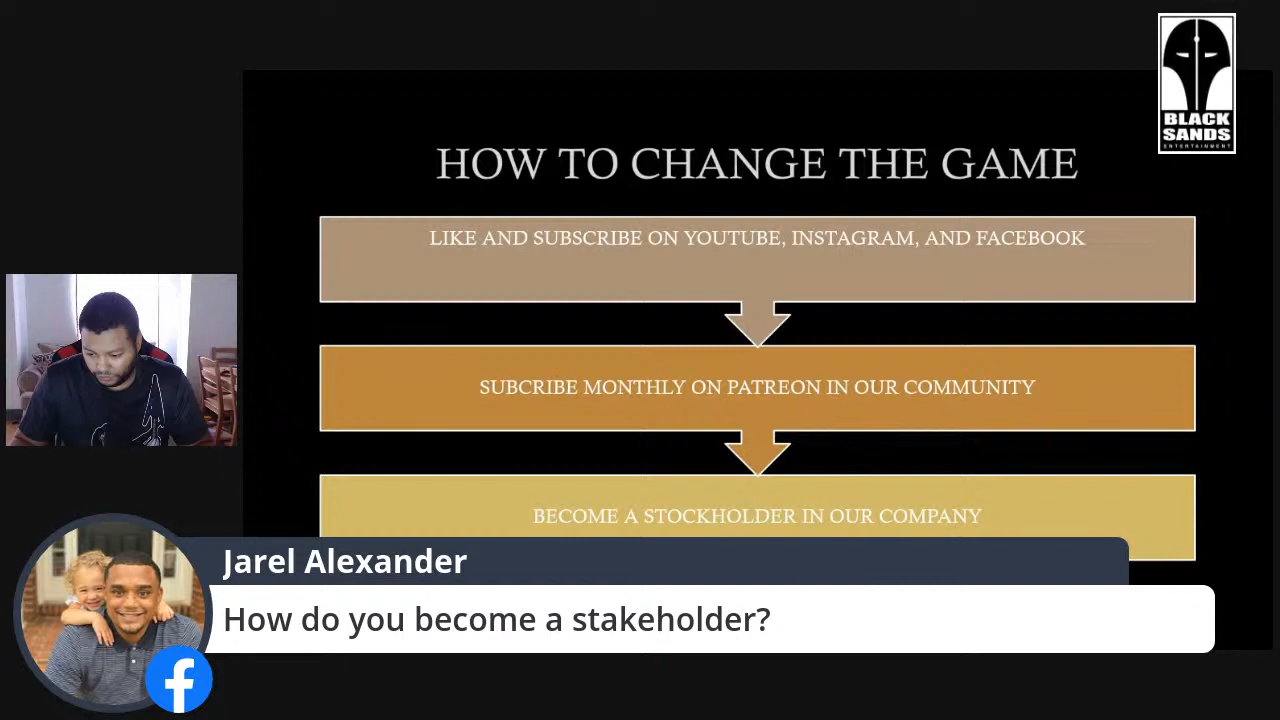 BLACK
SANDS
ENTERTAINMENT
HOW TO CHANGE THE GAME
LIKE AND SUBSCRIBE ON YOUTUBE, INSTAGRAM, AND FACEBOOK
SUBCRIBE MONTHLY ON PATREON IN OUR COMMUNITY
BECOME A STOCKHOLDER IN OUR COMPANY
Jarel Alexander
How do you become a stakeholder?